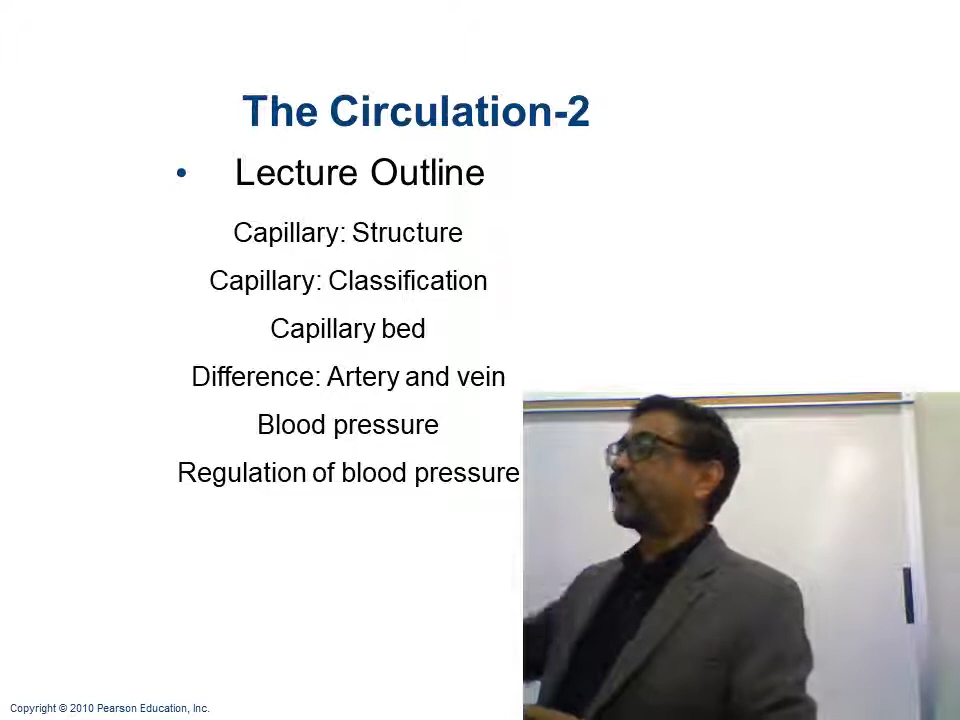 The Circulation-2
• Lecture Outline
Capillary: Structure
Capillary: Classification
Capillary bed
Difference: Artery and vein
Blood pressure
Regulation of blood pressure
Copyright © 2010 Pearson Education, Inc.